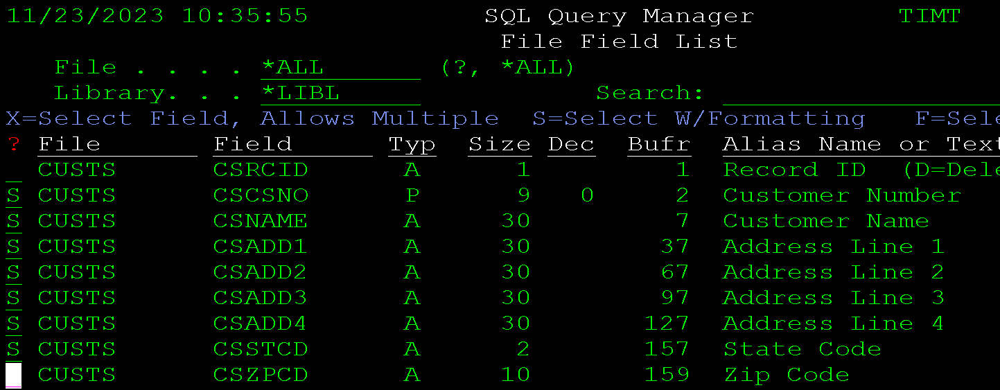 11/23/2023 10:35:55 SQL Query Manager TIMT
File Field List
File . . . . *ALL (?, *ALL)
Library. . . *LIBL Search:
X=Select Field, Allows Multiple S=Select W/Formatting F=Sele
? File Field Typ Size Dec Bufr Alias Name or Text
_ CUSTS CSRCID A 1 1 Record ID (D=Dele
S CUSTS CSCSNO P 9 0 2 Customer Number
S CUSTS CSNAME A 30 7 Customer Name
S CUSTS CSADD1 A 30 37 Address Line 1
S CUSTS CSADD2 A 30 67 Address Line 2
S CUSTS CSADD3 A 30 97 Address Line 3
S CUSTS CSADD4 A 30 127 Address Line 4
S CUSTS CSSTCD A 2 157 State Code
CUSTS CSZPCD A 10 159 Zip Code